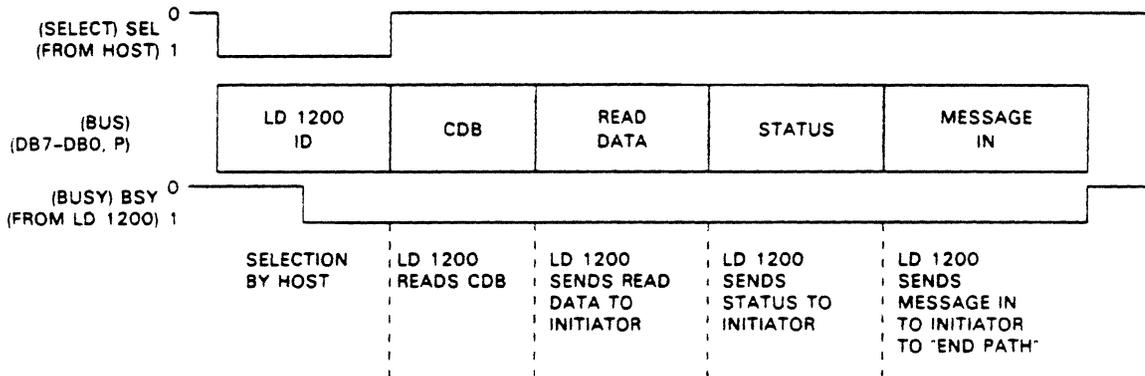 (SELECT) SEL 0
(FROM HOST) 1
(BUS)
(DB7-DB0, P)
LD 1200
ID
CDB
READ
DATA
STATUS
MESSAGE
IN
(BUSY) BSY 0
(FROM LD 1200) 1
SELECTION
BY HOST
LD 1200
READS CDB
LD 1200
SENDS READ
DATA TO
INITIATOR
LD 1200
SENDS
STATUS TO
INITIATOR
LD 1200
SENDS
MESSAGE IN
TO INITIATOR
TO "END PATH"